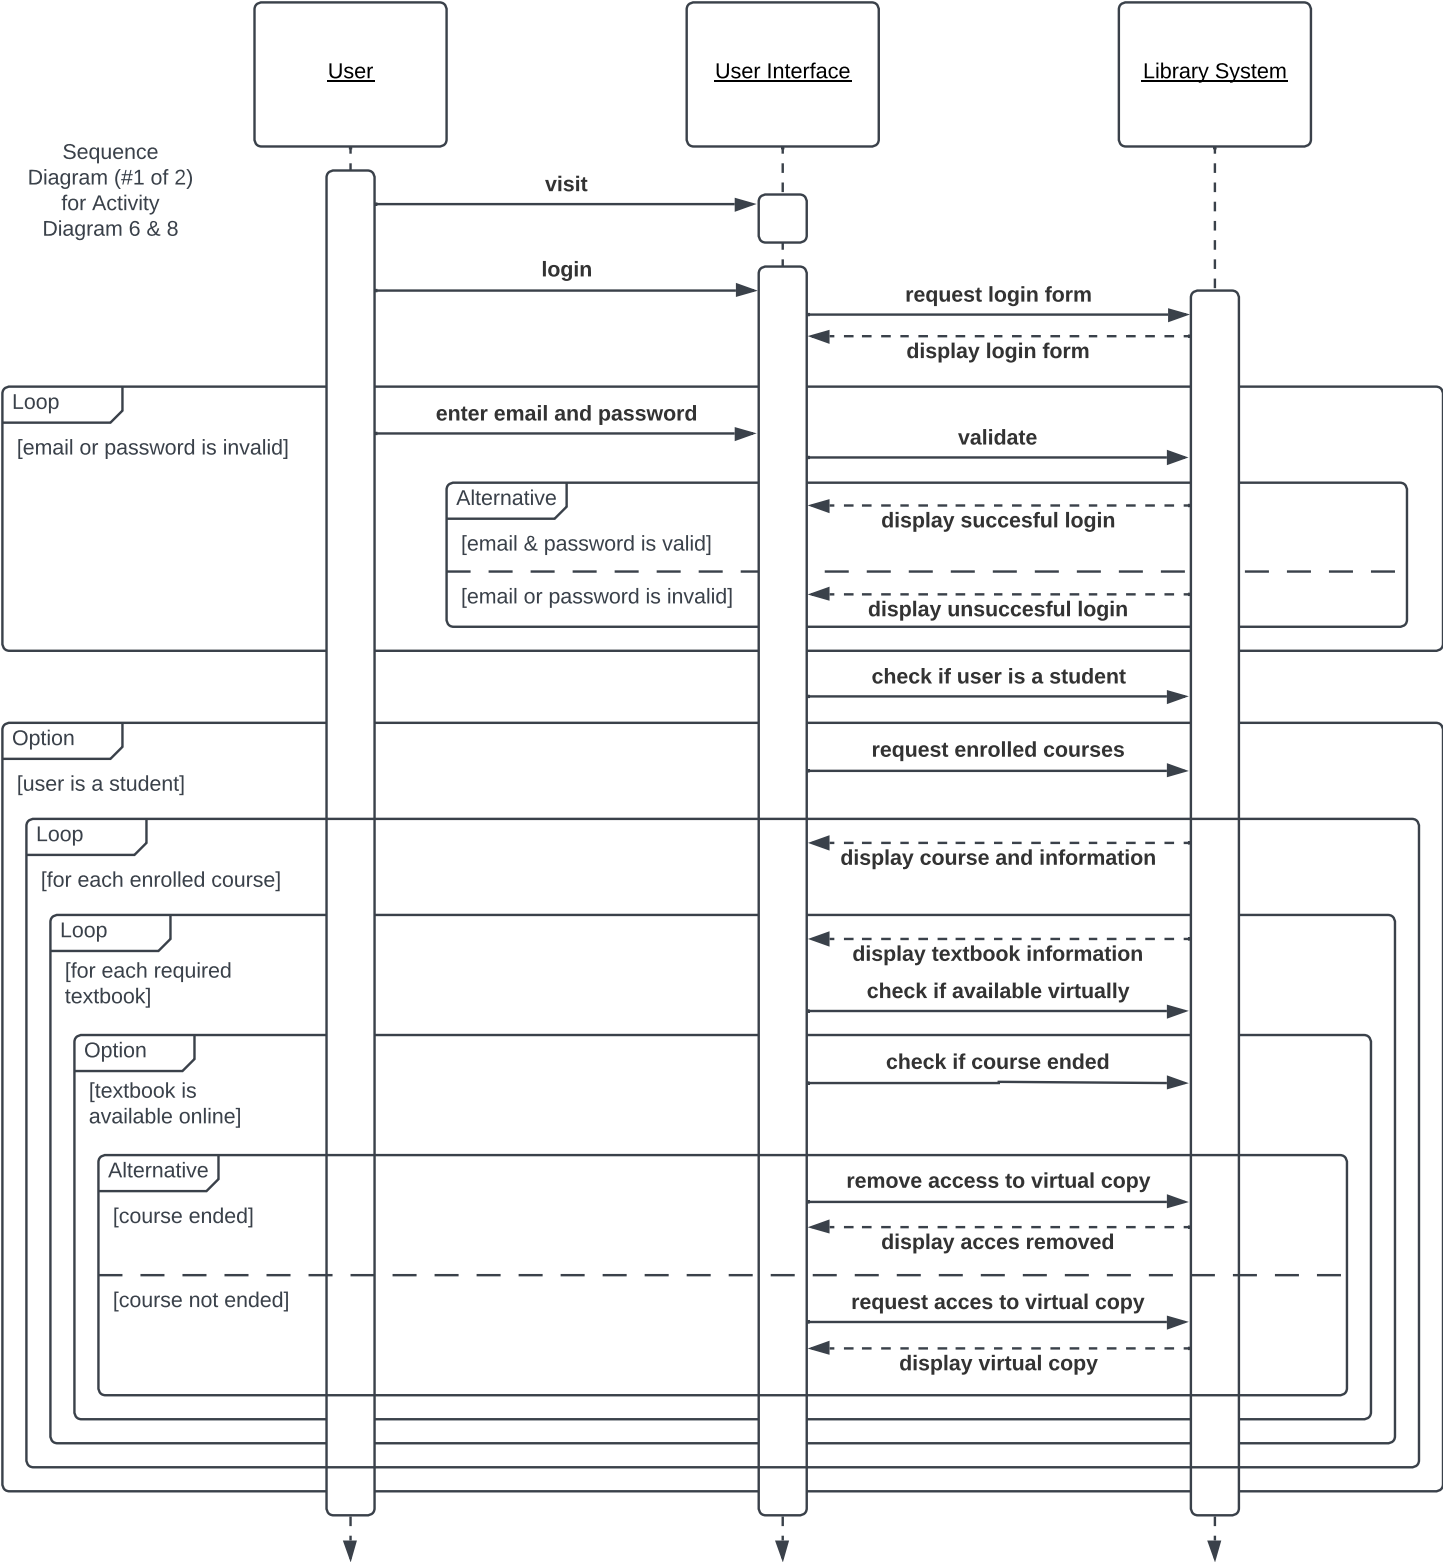 User
User Interface
Library System
Sequence
Diagram (#1 of 2)
for Activity
Diagram 6 & 8
visit
login
request login form
display login form
Loop
[email or password is invalid]
enter email and password
validate
Alternative
[email & password is valid]
display succesful login
[email or password is invalid]
display unsuccesful login
check if user is a student
Option
[user is a student]
request enrolled courses
Loop
[for each enrolled course]
display course and information
Loop
[for each required
textbook]
display textbook information
check if available virtually
Option
[textbook is
available online]
check if course ended
Alternative
[course ended]
remove access to virtual copy
display acces removed
[course not ended]
request acces to virtual copy
display virtual copy